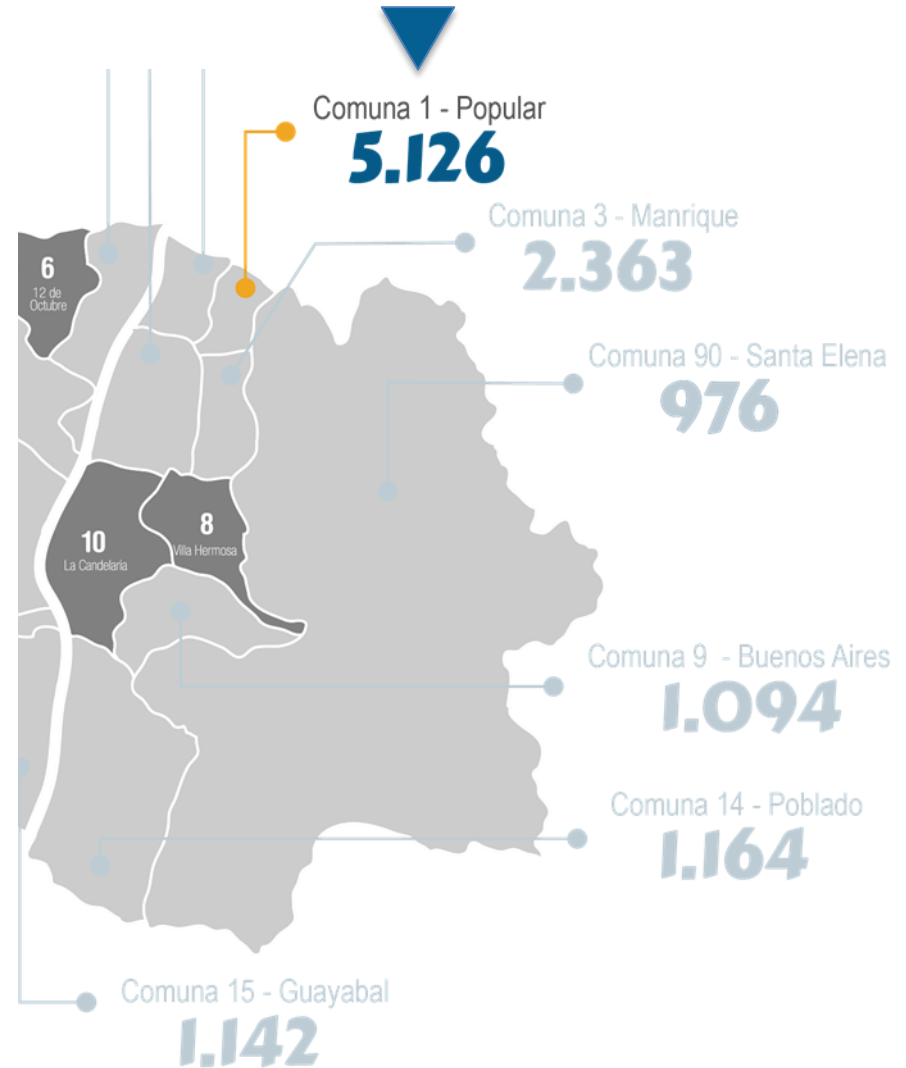 Comuna 1 - Popular
5.126
Comuna 3 - Manrique
2.363
6
12 de
Octubre
Comuna 90 - Santa Elena
976
8
Villa Hermosa
10
La Candelaria
Comuna 9 - Buenos Aires
1.094
Comuna 14 - Poblado
1.164
Comuna 15 - Guayabal
1.142